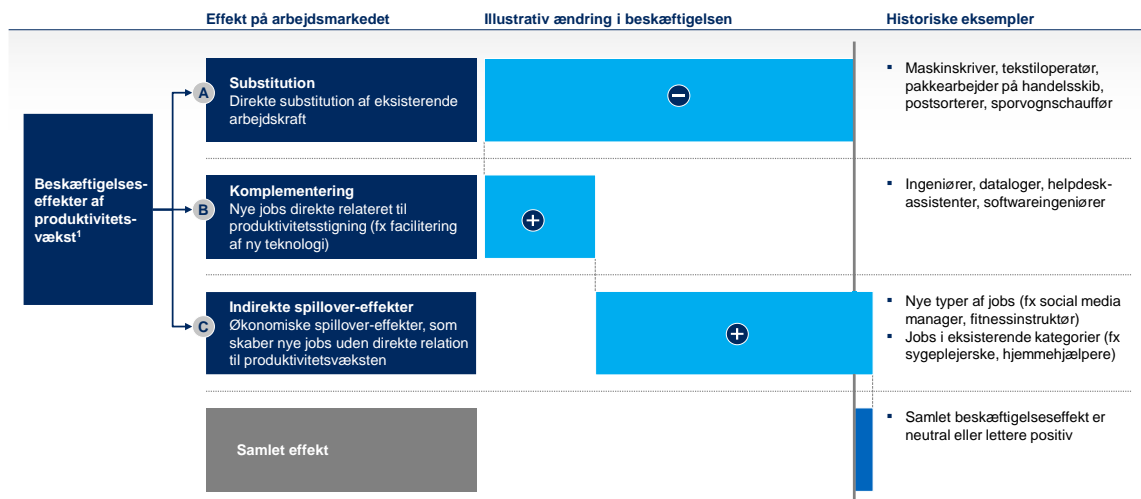 Effekt på arbejdsmarkedet
Illustrativ ændring i beskæftigelsen
Historiske eksempler
Beskæftigelses-
effekter af
produktivitets-
vækst1
A
Substitution
Direkte substitution af eksisterende
arbejdskraft
▪ Maskinskriver, tekstiloperatør,
pakkearbejder på handelsskib,
postsorterer, sporvognschauffør
B
Komplementering
Nye jobs direkte relateret til
produktivitetsstigning (fx facilitering
af ny teknologi)
▪ Ingeniører, dataloger, helpdesk-
assistenter, softwareingeniører
C
Indirekte spillover-effekter
Økonomiske spillover-effekter, som
skaber nye jobs uden direkte relation
til produktivitetsvæksten
▪ Nye typer af jobs (fx social media
manager, fitnessinstruktør)
▪ Jobs i eksisterende kategorier (fx
sygeplejerske, hjemmehjælpere)
Samlet effekt
▪ Samlet beskæftigelseseffekt er
neutral eller lettere positiv